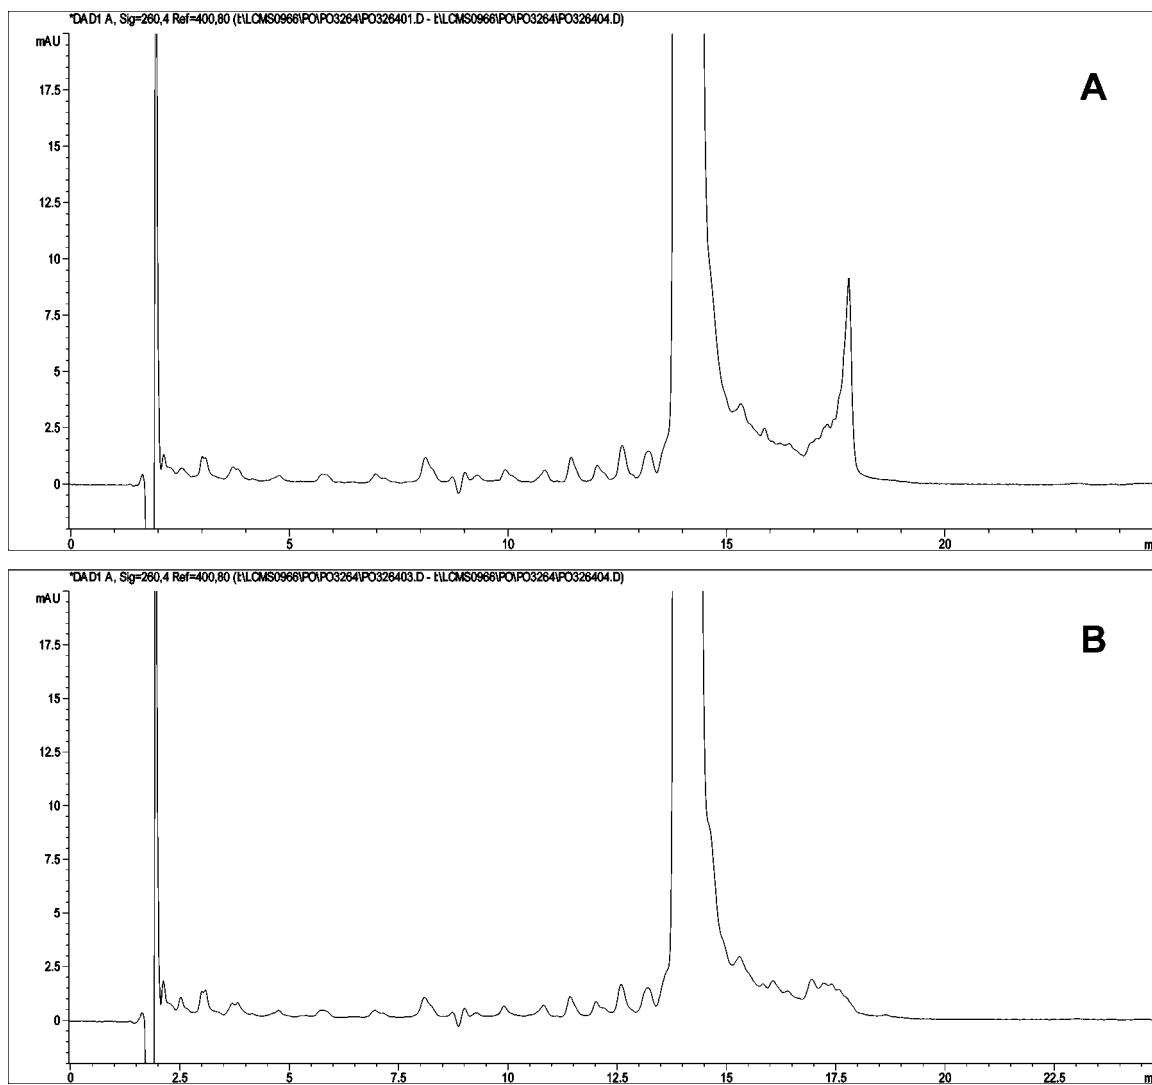 *DAD1 A, Sig=260,4 Ref=400,80 (I:\LCMS0966\PO\PO3264\PO326401.D - I:\LCMS0966\PO\PO3264\PO326404.D)
mAU
A
17.5
15
12.5
10
7.5
5
2.5
0
0 5 10 15 20 m
*DAD1 A, Sig=260,4 Ref=400,80 (I:\LCMS0966\PO\PO3264\PO326403.D - I:\LCMS0966\PO\PO3264\PO326404.D)
mAU
B
17.5
15
12.5
10
7.5
5
2.5
0
0 2.5 5 7.5 10 12.5 15 17.5 20 22.5 m